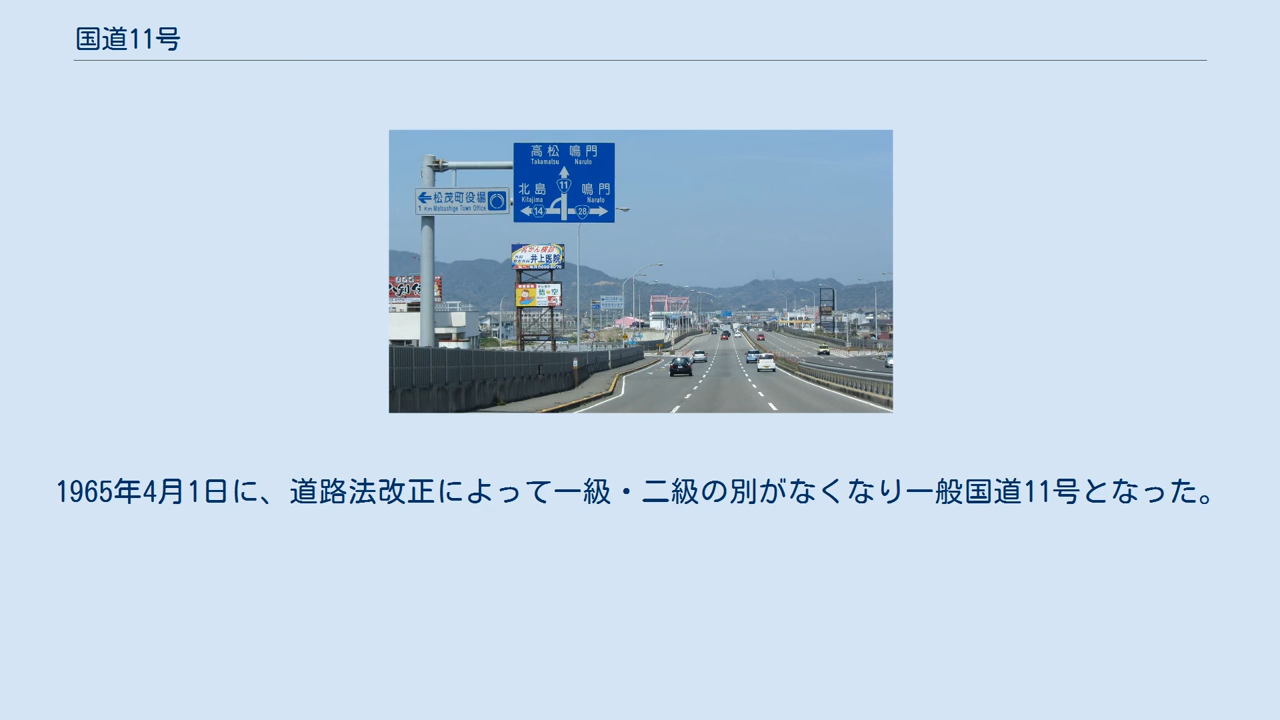 国道11号
高松 鳴門
Takamatsu Naruto
11
北島 鳴門
Kitajima Naruto
14 28
松茂町役場
1 Km Matsushige Town Office
井上医院
1965年4月1日に、道路法改正によって一級・二級の別がなくなり一般国道11号となった。